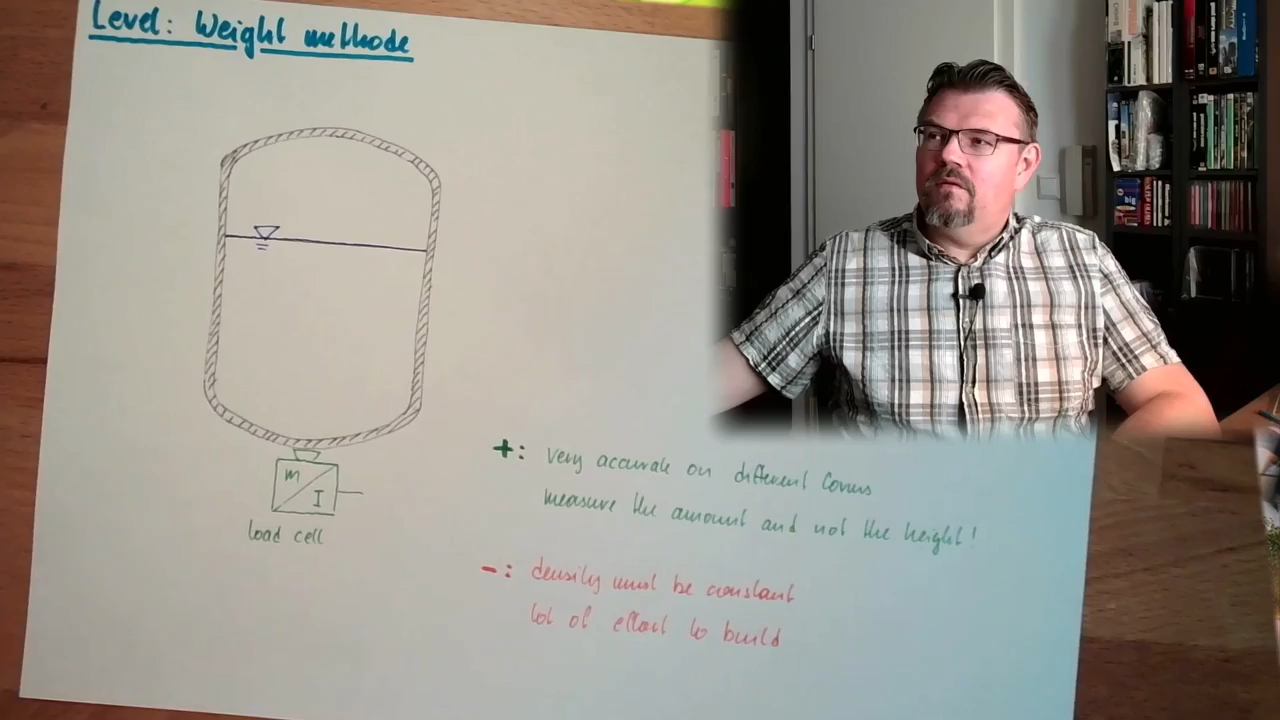 Level: Weight methode
m
I
load cell
+: very accurate on different forms
measure the amount and not the height!
-: density must be constant
lot of effort to build
big